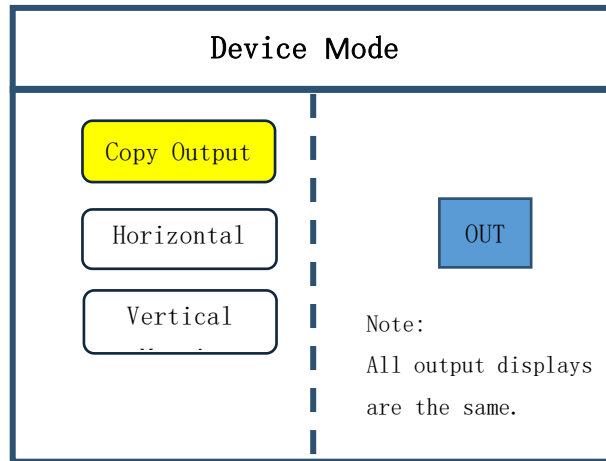 Device Mode
Copy Output
Horizontal
Vertical
OUT
Note:
All output displays
are the same.